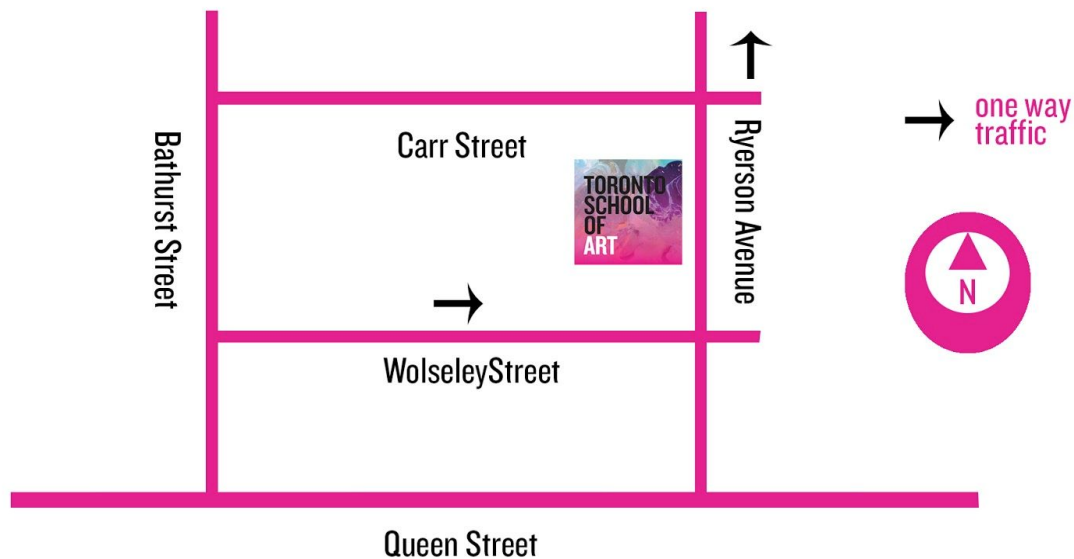 Bathurst Street
Carr Street
TORONTO
SCHOOL
OF
ART
Ryerson Avenue
one way
traffic
N
WolseleyStreet
Queen Street